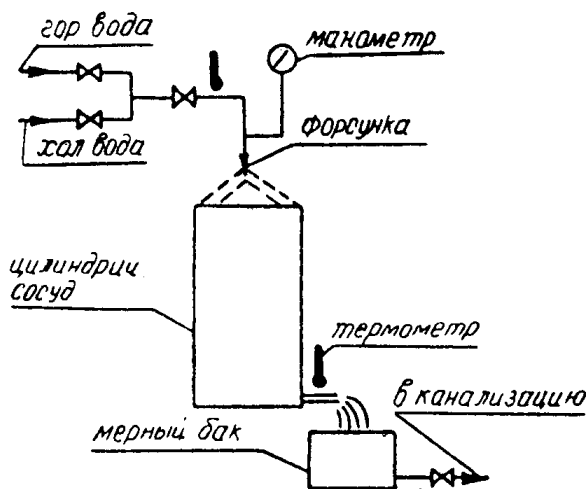 гор вода
манометр
хол вода
форсунка
цилиндрич
сосуд
термометр
в канализацию
мерный бак